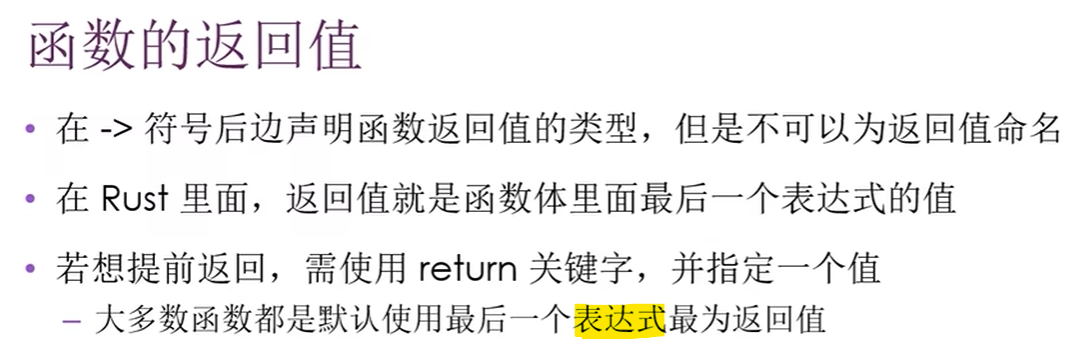 函数的返回值
• 在 -> 符号后边声明函数返回值的类型，但是不可以为返回值命名
• 在 Rust 里面，返回值就是函数体里面最后一个表达式的值
• 若想提前返回，需使用 return 关键字，并指定一个值
– 大多数函数都是默认使用最后一个表达式最为返回值